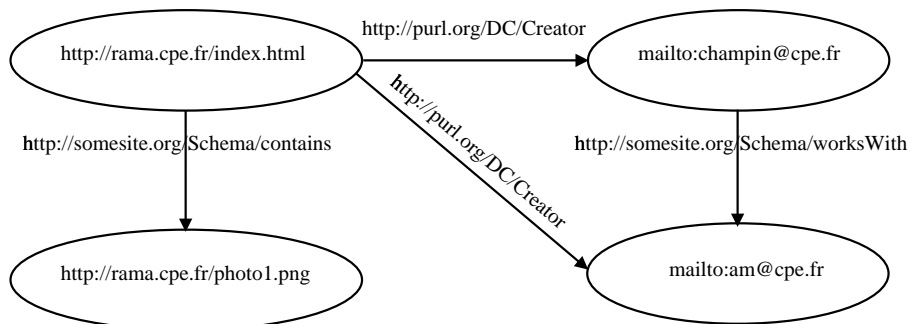 http://purl.org/DC/Creator
http://rama.cpe.fr/index.html
mailto:champin@cpe.fr
http://purl.org/DC/Creator
http://somesite.org/Schema/contains
http://somesite.org/Schema/worksWith
http://rama.cpe.fr/photo1.png
mailto:am@cpe.fr